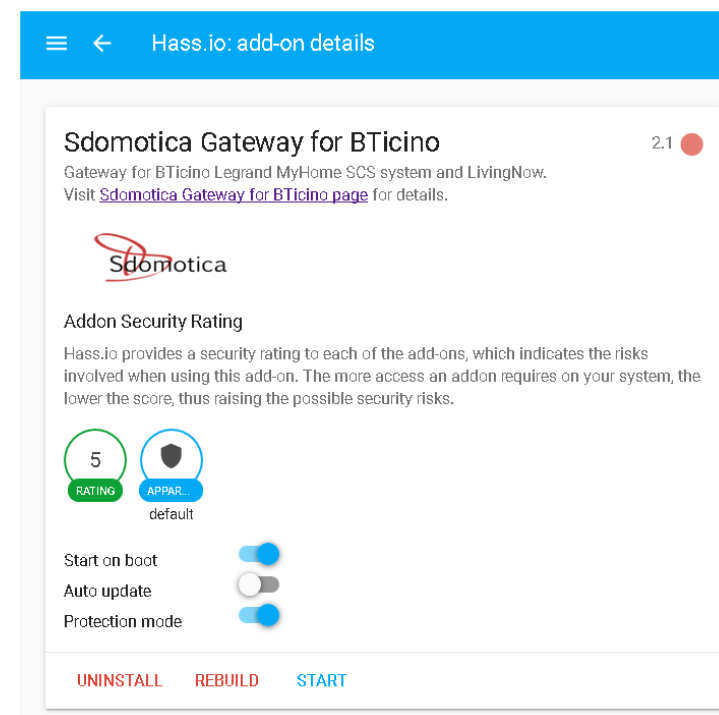 Hass.io: add-on details
Sdomotica Gateway for BTicino
2.1
Gateway for BTicino Legrand MyHome SCS system and LivingNow.
Visit Sdomotica Gateway for BTicino page for details.
Sdomotica
Addon Security Rating
Hass.io provides a security rating to each of the add-ons, which indicates the risks
involved when using this add-on. The more access an addon requires on your system, the
lower the score, thus raising the possible security risks.
5
RATING
APPAR...
default
Start on boot
Auto update
Protection mode
UNINSTALL REBUILD START